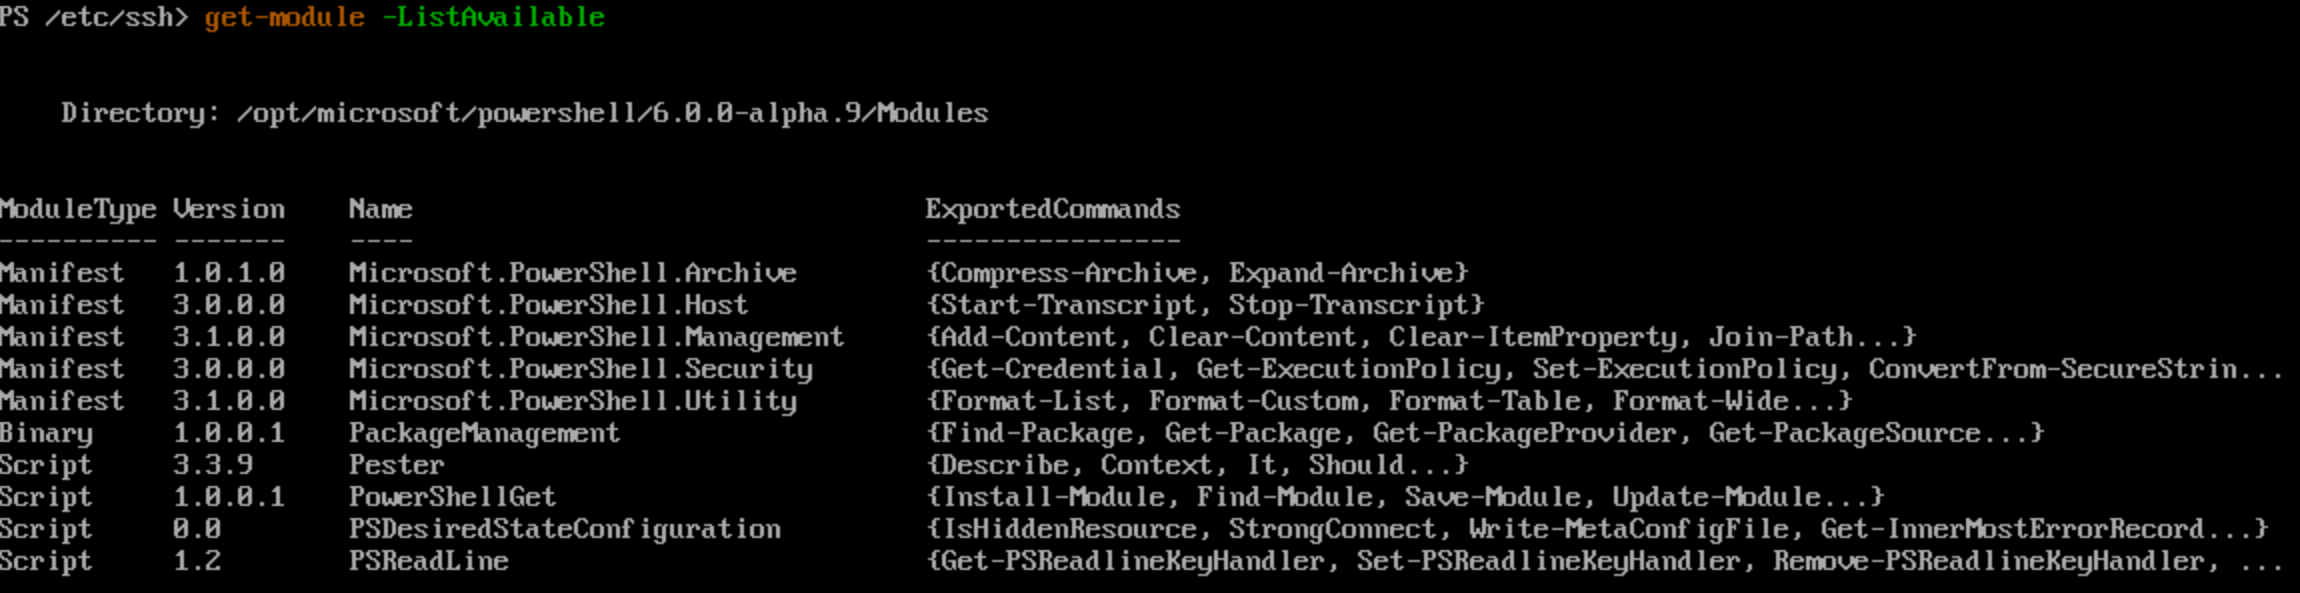 PS /etc/ssh> get-module -ListAvailable
Directory: /opt/microsoft/powershell/6.0.0-alpha.9/Modules
ModuleType Version    Name                                ExportedCommands
---------- -------    ----                                ----------------
Manifest   1.0.1.0    Microsoft.PowerShell.Archive        {Compress-Archive, Expand-Archive}
Manifest   3.0.0.0    Microsoft.PowerShell.Host           {Start-Transcript, Stop-Transcript}
Manifest   3.1.0.0    Microsoft.PowerShell.Management     {Add-Content, Clear-Content, Clear-ItemProperty, Join-Path...}
Manifest   3.0.0.0    Microsoft.PowerShell.Security       {Get-Credential, Get-ExecutionPolicy, Set-ExecutionPolicy, ConvertFrom-SecureStrin...
Manifest   3.1.0.0    Microsoft.PowerShell.Utility        {Format-List, Format-Custom, Format-Table, Format-Wide...}
Binary     1.0.0.1    PackageManagement                   {Find-Package, Get-Package, Get-PackageProvider, Get-PackageSource...}
Script     3.3.9      Pester                              {Describe, Context, It, Should...}
Script     1.0.0.1    PowerShellGet                       {Install-Module, Find-Module, Save-Module, Update-Module...}
Script     0.0        PSDesiredStateConfiguration         {IsHiddenResource, StrongConnect, Write-MetaConfigFile, Get-InnerMostErrorRecord...}
Script     1.2        PSReadLine                          {Get-PSReadlineKeyHandler, Set-PSReadlineKeyHandler, Remove-PSReadlineKeyHandler, ...